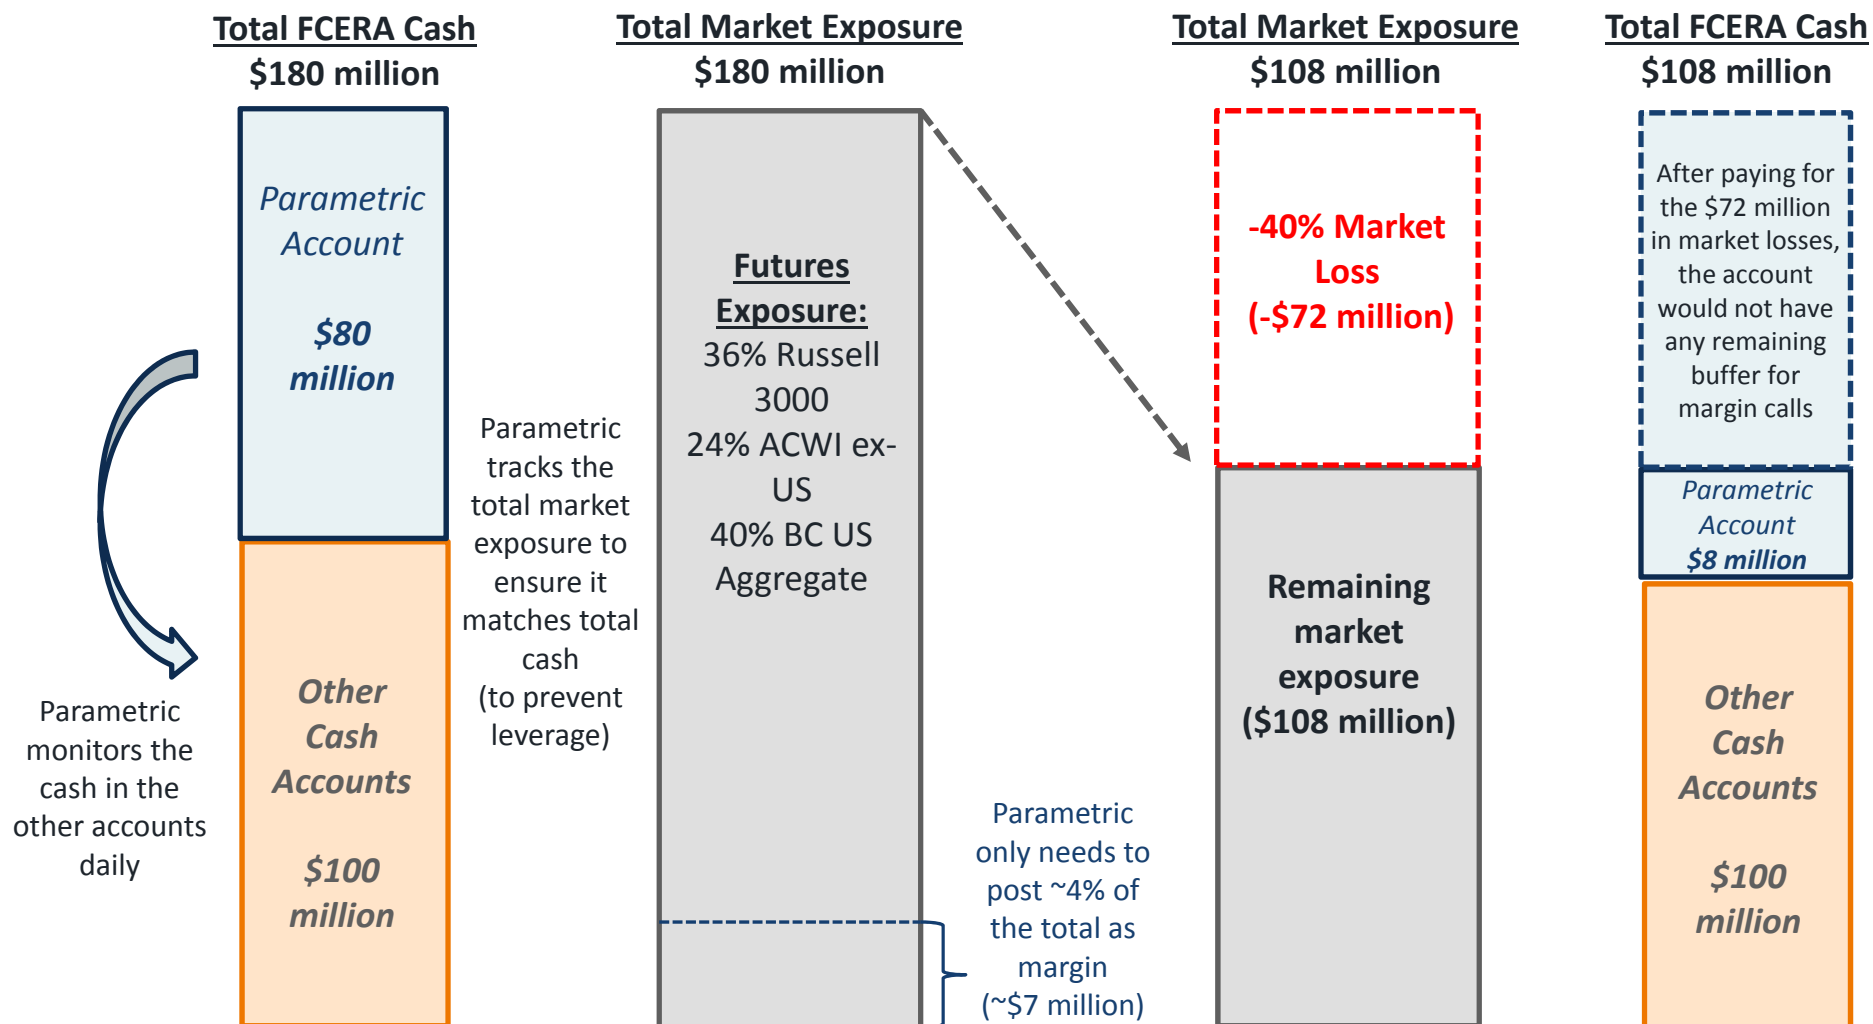 Total FCERA Cash
$180 million
Parametric
Account
$80
million
Other
Cash
Accounts
$100
million
Parametric
monitors the
cash in the
other accounts
daily
Parametric
tracks the
total market
exposure to
ensure it
matches total
cash
(to prevent
leverage)
Total Market Exposure
$180 million
Futures
Exposure:
36% Russell
3000
24% ACWI ex-
US
40% BC US
Aggregate
Parametric
only needs to
post ~4% of
the total as
margin
(~$7 million)
Total Market Exposure
$108 million
-40% Market
Loss
(-$72 million)
Remaining
market
exposure
($108 million)
Total FCERA Cash
$108 million
After paying for
the $72 million
in market losses,
the account
would not have
any remaining
buffer for
margin calls
Parametric
Account
$8 million
Other
Cash
Accounts
$100
million